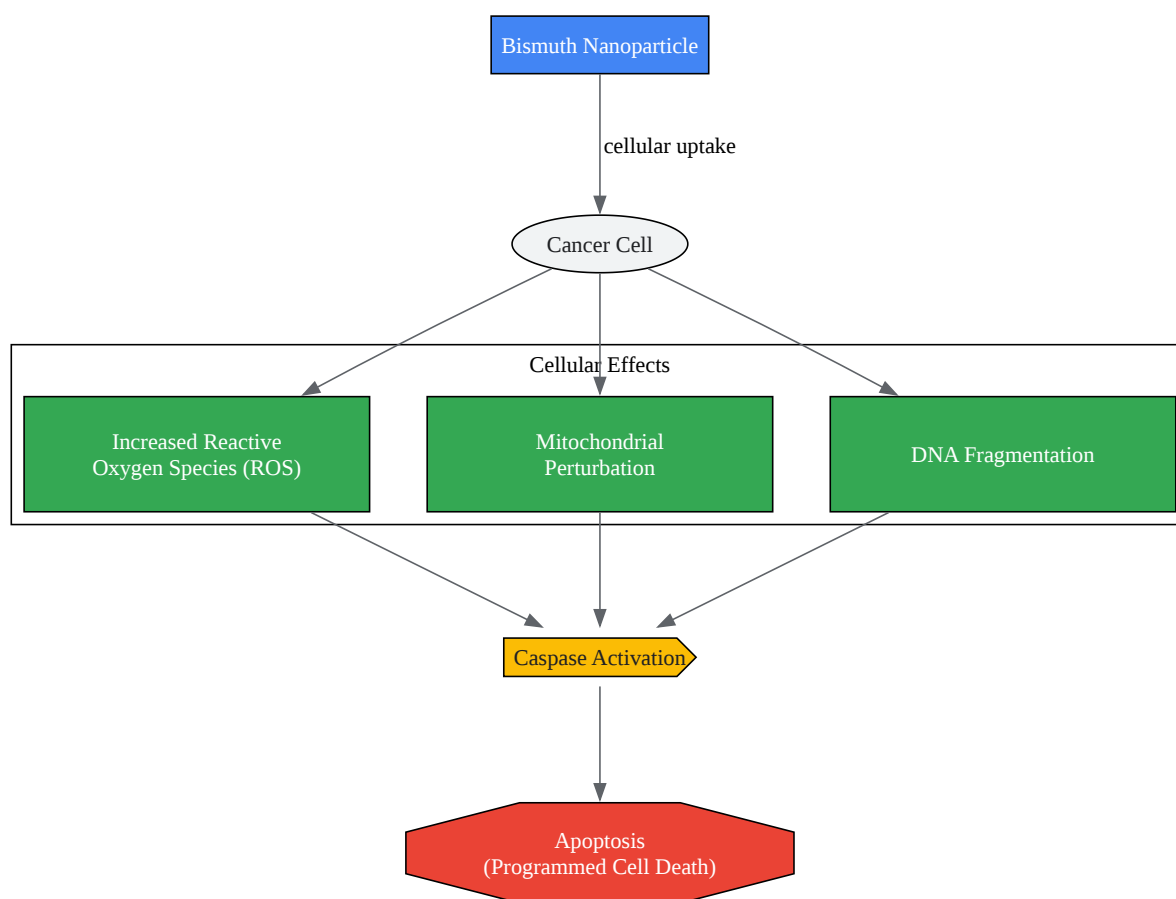 Bismuth Nanoparticle
cellular uptake
Cancer Cell
Cellular Effects
Increased Reactive
Oxygen Species (ROS)
Mitochondrial
Perturbation
DNA Fragmentation
Caspase Activation
Apoptosis
(Programmed Cell Death)